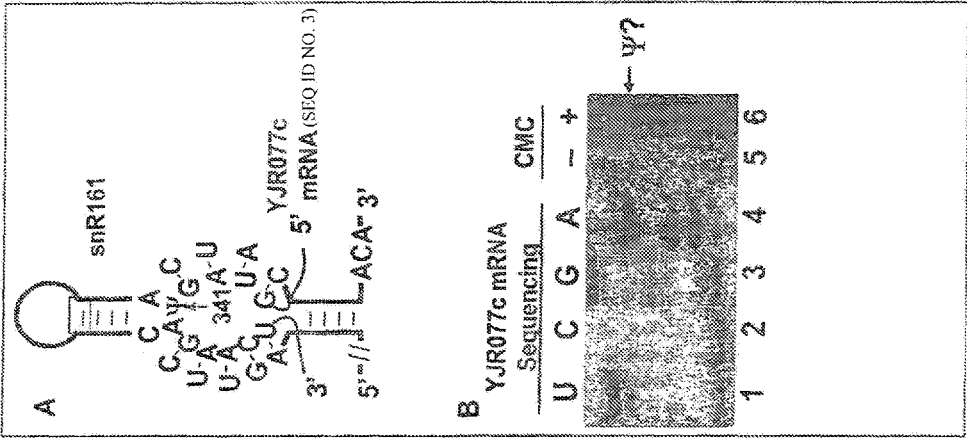 A
snR161
C A
C A Ψ G C
G
U-A 341 A-U
U-A U-A
G C U G C
A
3' 5'
YJR077c
mRNA (SEQ ID NO. 3)
5'-//- ACA-3'
B
YJR077c mRNA
Sequencing CMC
U C G A - +
← Ψ?
1 2 3 4 5 6